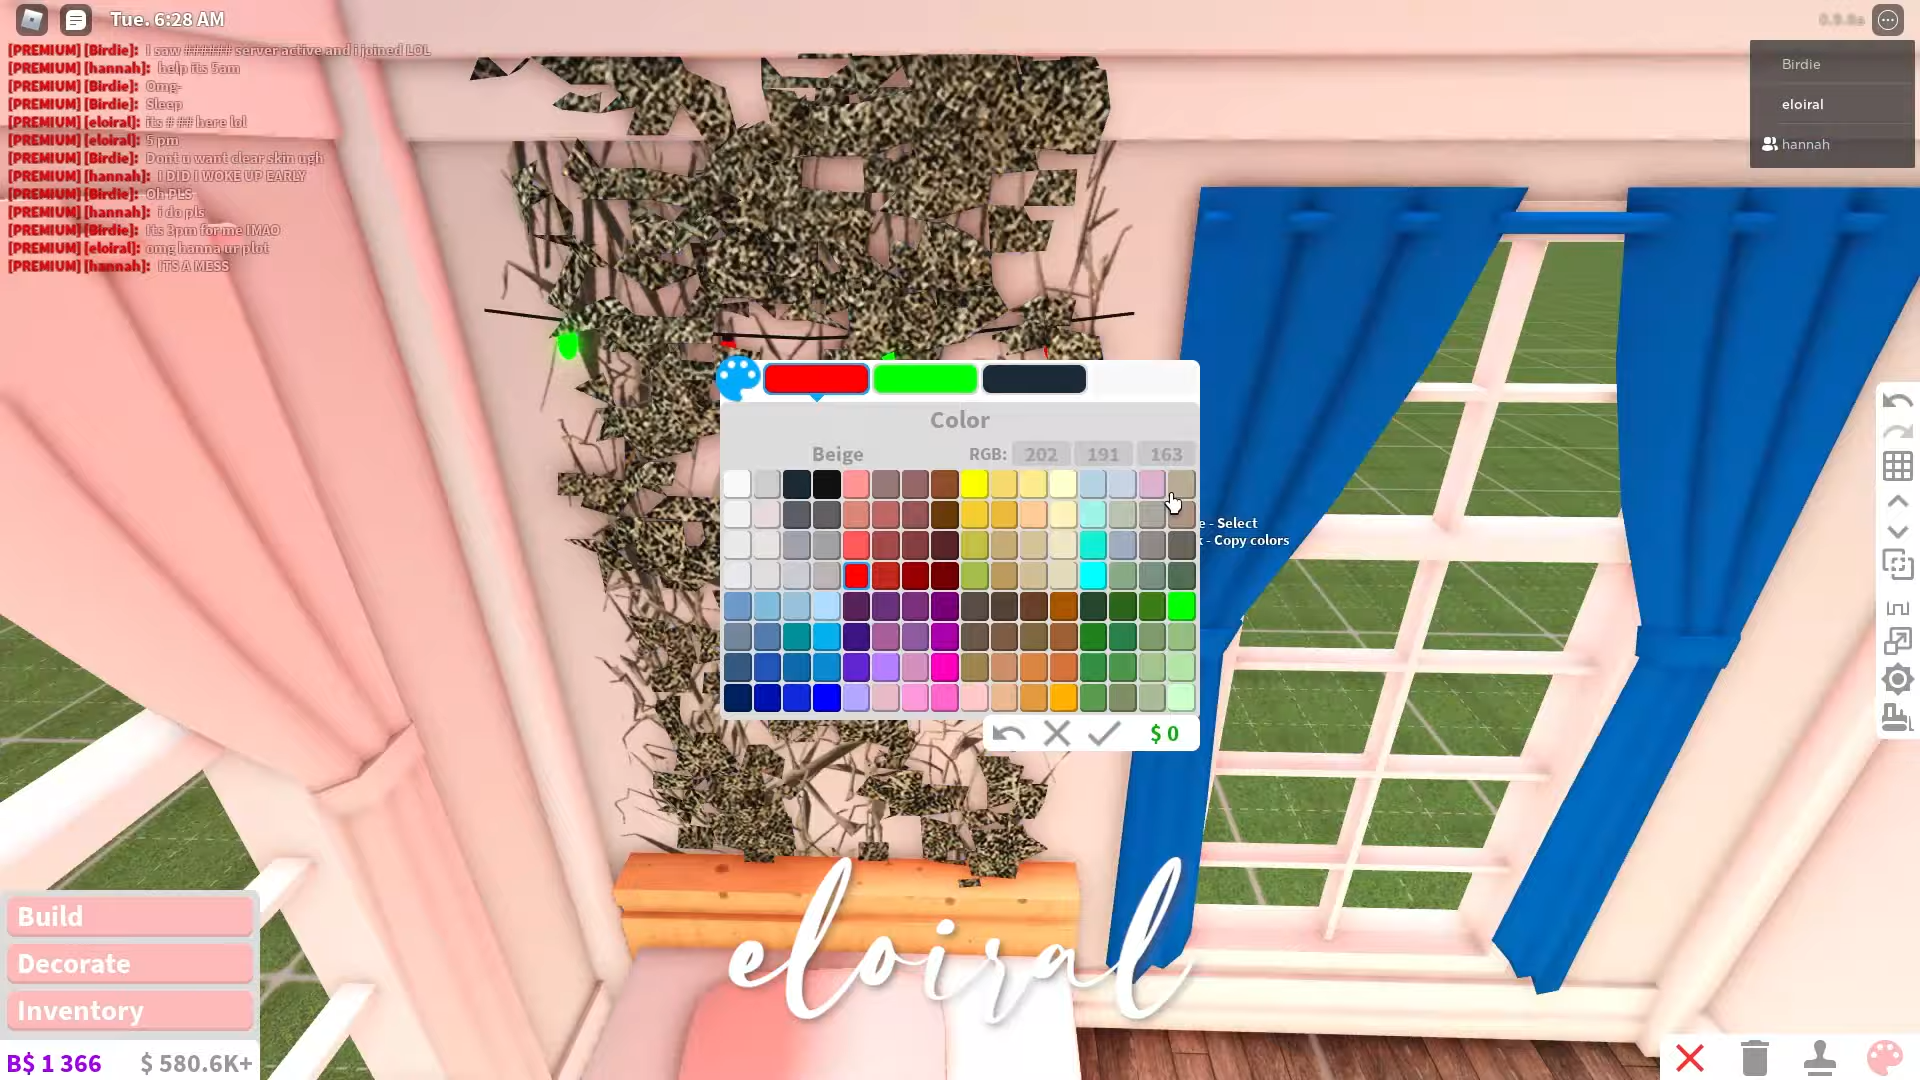 Tue. 6:28 AM
[PREMIUM] [Birdie]: I saw ###### server active and i joined LOL
[PREMIUM] [hannah]: help its 5am
[PREMIUM] [Birdie]: Omg-
[PREMIUM] [Birdie]: Sleep
[PREMIUM] [eloiral]: its # ## here lol
[PREMIUM] [eloiral]: 5 pm
[PREMIUM] [Birdie]: Dont u want clear skin ugh
[PREMIUM] [hannah]: I DID I WOKE UP EARLY
[PREMIUM] [Birdie]: Oh PLS
[PREMIUM] [hannah]: i do pls
[PREMIUM] [Birdie]: Its 3pm for me lMAO
[PREMIUM] [eloiral]: omg hanna ur plot
[PREMIUM] [hannah]: ITS A MESS
Birdie
eloiral
hannah
Color
Beige RGB: 202 191 163
- Select
- Copy colors
$ 0
eloiral
Build
Decorate
Inventory
B$ 1 366 $ 580.6K+